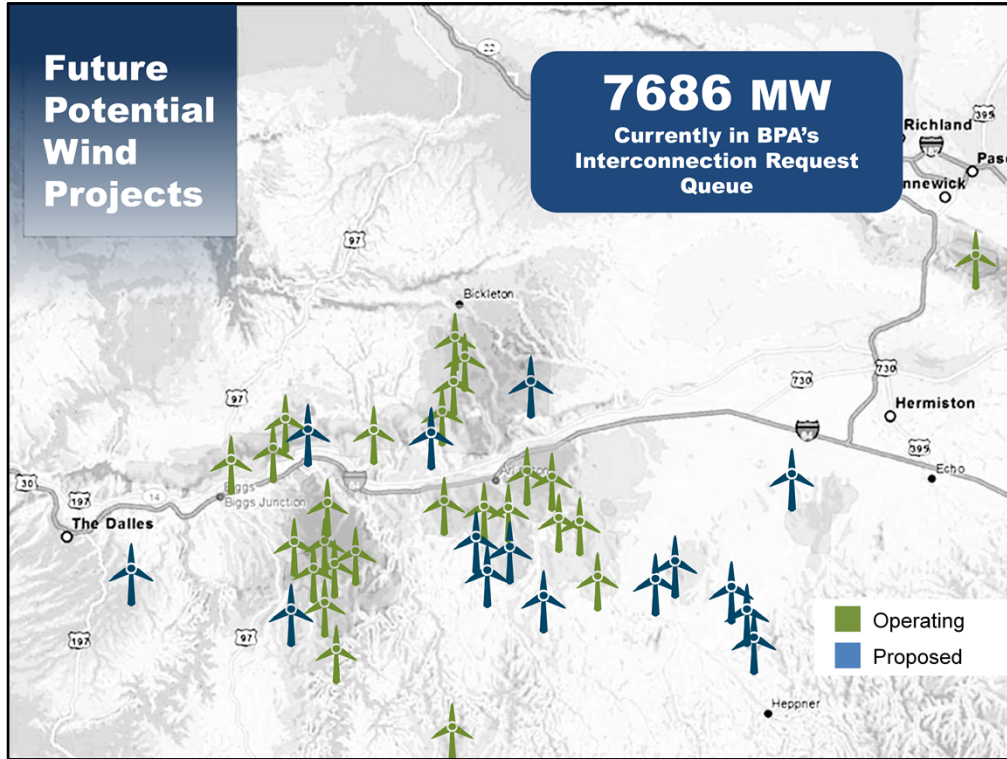 Future
Potential
Wind
Projects
7686 MW
Currently in BPA's
Interconnection Request
Queue
22
395
Richland
Pasc
nnewick
97
Bickleton
97
730
730
Hermiston
395
Echo
84
30
197
14
Biggs
Biggs Junction
The Dalles
197
97
Operating
Proposed
Heppner